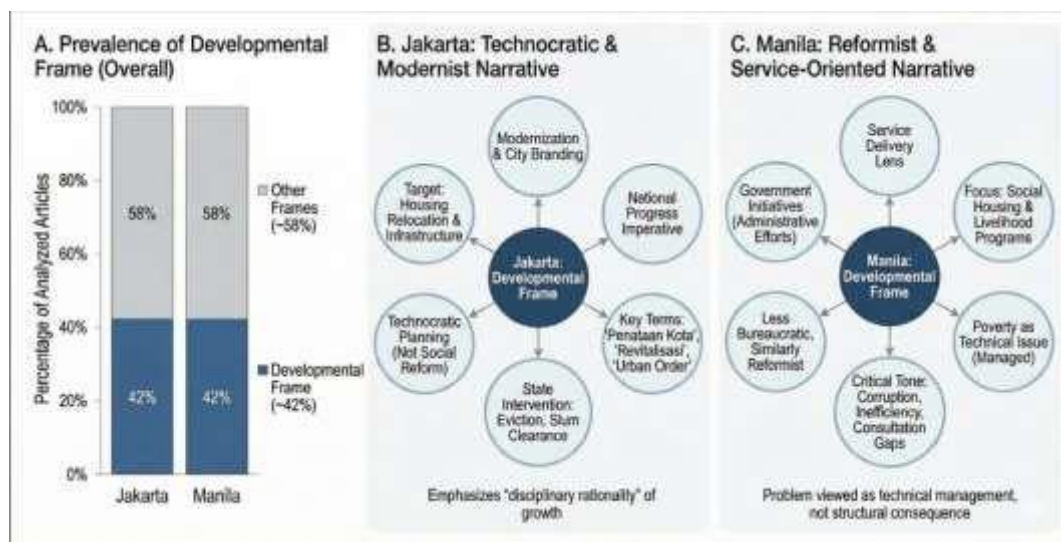 A. Prevalence of Developmental
Frame (Overall)
Percentage of Analyzed Articles
100%
80%
60%
40%
20%
0%
58%
58%
42%
42%
Jakarta
Manila
Other
Frames
(~58%)
Developmental
Frame
(~42%)
B. Jakarta: Technocratic &
Modernist Narrative
Modernization
& City Branding
Target:
Housing
Relocation &
Infrastructure
National
Progress
Imperative
Jakarta:
Developmental
Frame
Technocratic
Planning
(Not Social
Reform)
Key Terms:
'Penataan Kota',
'Revitalisasi',
'Urban Order'
State
Intervention:
Eviction, Slum
Clearance
Emphasizes "disciplinary rationality" of
growth
C. Manila: Reformist &
Service-Oriented Narrative
Service
Delivery
Lens
Government
Initiatives
(Administrative
Efforts)
Focus: Social
Housing &
Livelihood
Programs
Manila:
Developmental
Frame
Less
Bureaucratic,
Similarly
Reformist
Poverty as
Technical Issue
(Managed)
Critical Tone:
Corruption,
Inefficiency,
Consultation
Gaps
Problem viewed as technical management,
not structural consequence